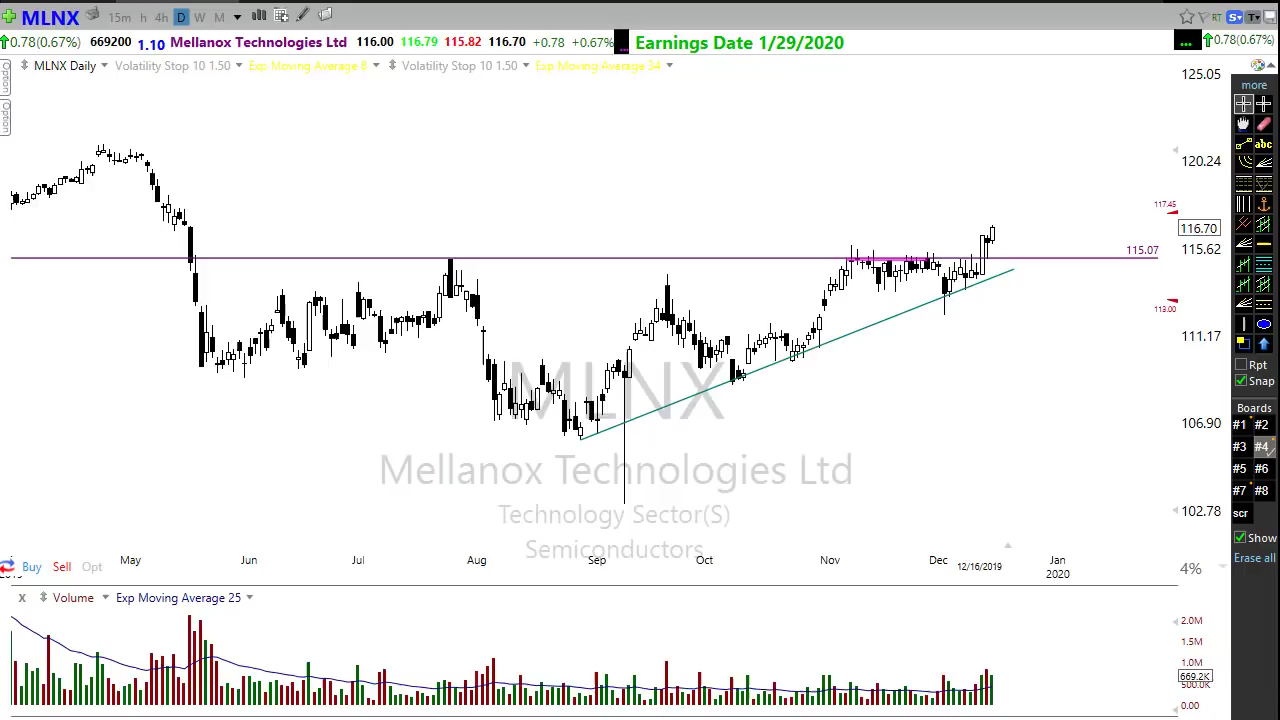 MLNX 15m h 4h D W M S T
0.78(0.67%) 669200 1.10 Mellanox Technologies Ltd 116.00 116.79 115.82 116.70 +0.78 +0.67% ... Earnings Date 1/29/2020 ... 0.78(0.67%)
RT
MLNX Daily Volatility Stop 10 1.50 Exp Moving Average 8 Volatility Stop 10 1.50 Exp Moving Average 34
Option
Option
125.05
120.24
117.45
116.70
115.62
115.07
113.00
111.17
106.90
102.78
MLNX
Mellanox Technologies Ltd
Technology Sector(S)
Semiconductors
May Jun Jul Aug Sep Oct Nov Dec 12/16/2019 Jan
2020
Buy Sell Opt
4%
x Volume Exp Moving Average 25
2.0M
1.5M
1.0M
669.2K
500.0K
0.00
more
abc
Rpt
Snap
Boards
#1 #2
#3 #4
#5 #6
#7 #8
scr
Show
Erase all